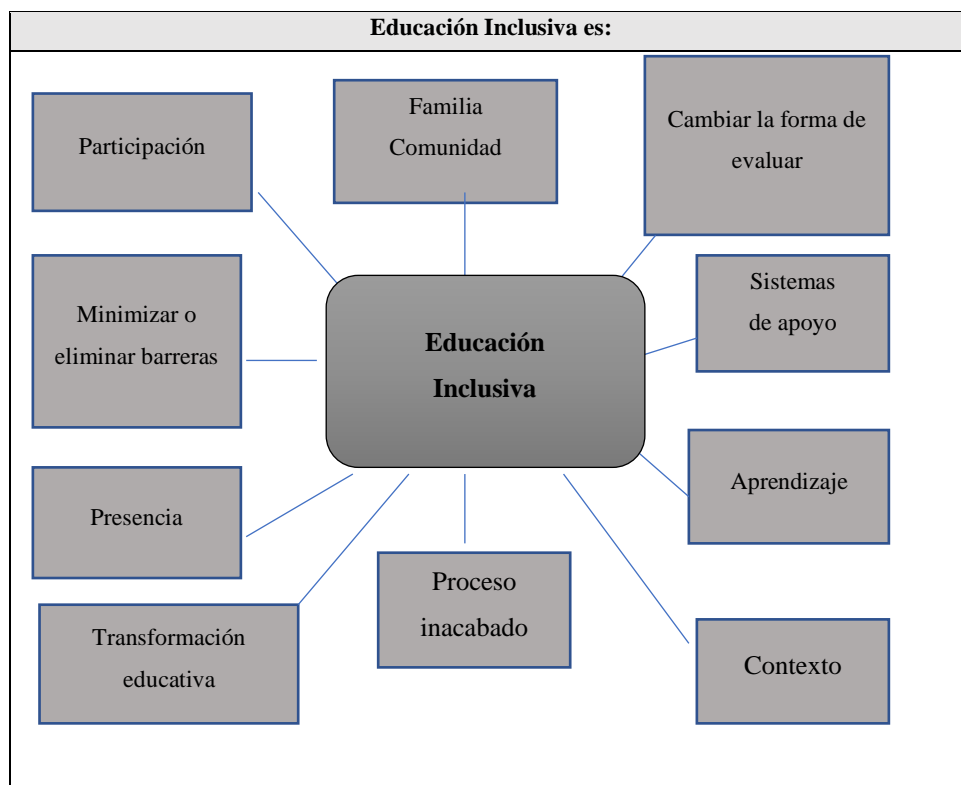 Educación Inclusiva es:
Participación
Familia
Comunidad
Cambiar la forma de
evaluar
Minimizar o
eliminar barreras
Educación
Inclusiva
Sistemas
de apoyo
Presencia
Aprendizaje
Transformación
educativa
Proceso
inacabado
Contexto